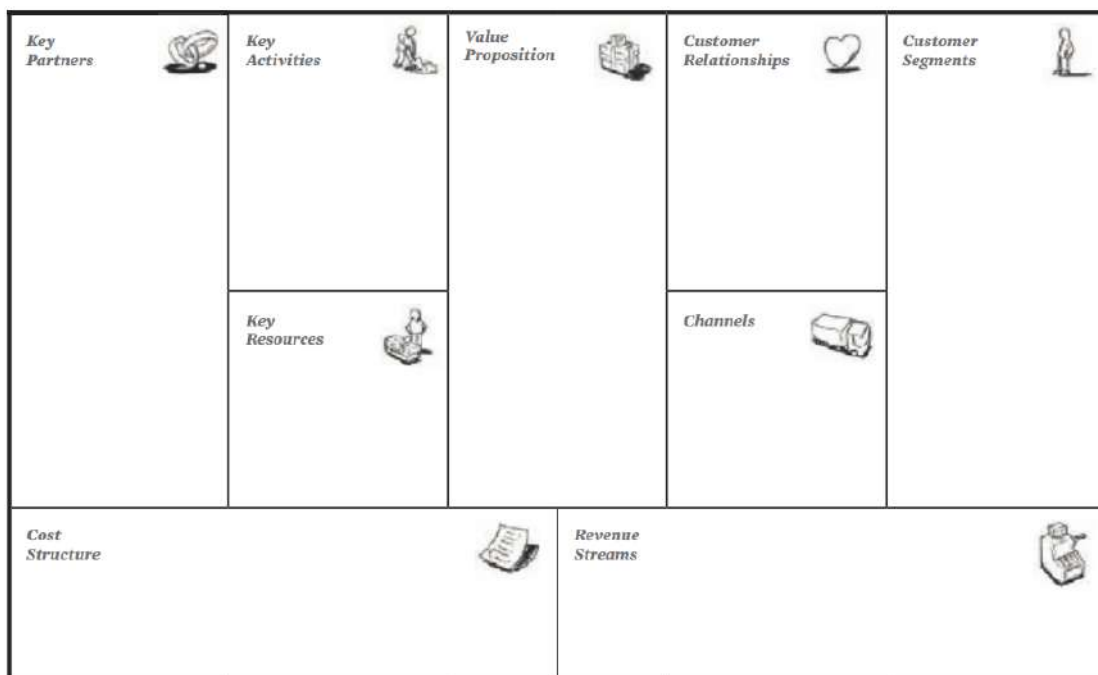 Key
Partners
Key
Activities
Value
Proposition
Customer
Relationships
Customer
Segments
Key
Resources
Channels
Cost
Structure
Revenue
Streams